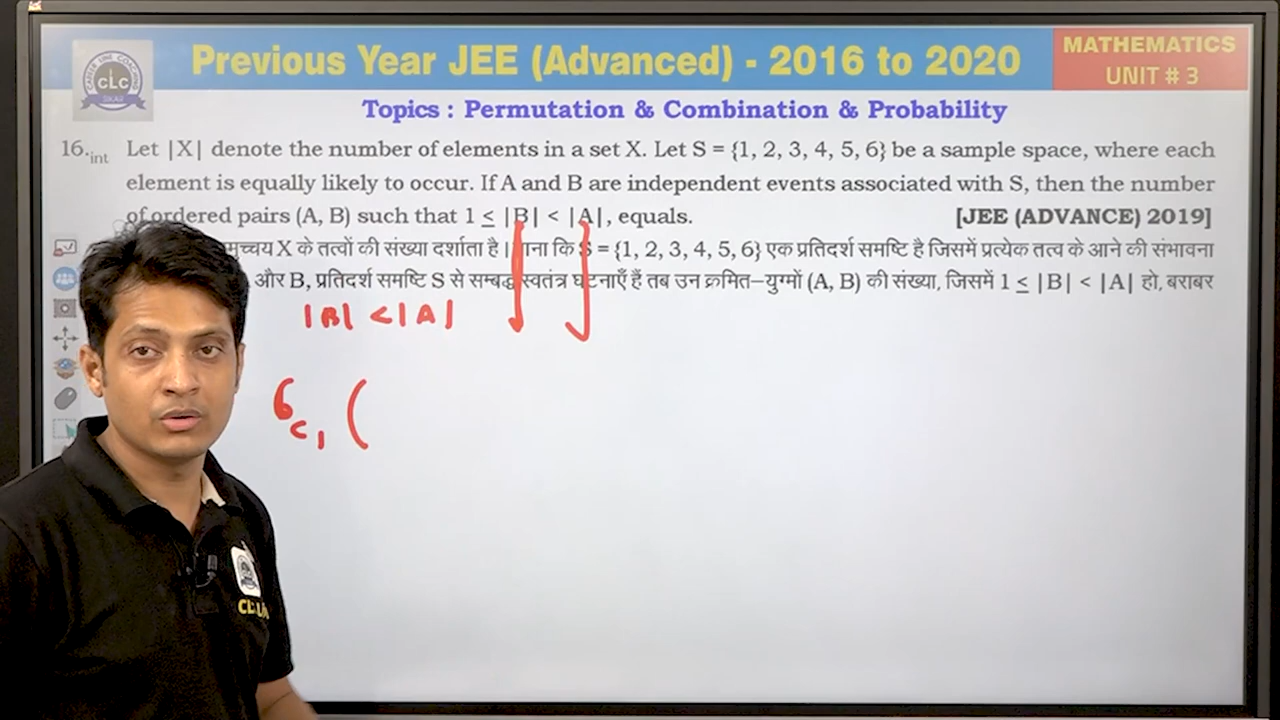 Previous Year JEE (Advanced) - 2016 to 2020
MATHEMATICS
UNIT # 3
CLC
SIKAR
Topics : Permutation & Combination & Probability
16.int Let |X| denote the number of elements in a set X. Let S = {1, 2, 3, 4, 5, 6} be a sample space, where each
element is equally likely to occur. If A and B are independent events associated with S, then the number
of ordered pairs (A, B) such that 1 ≤ |B| < |A|, equals. [JEE (ADVANCE) 2019]
X के तत्वों की संख्या दर्शाता है। माना कि S = {1, 2, 3, 4, 5, 6} एक प्रतिदर्श समष्टि है जिसमें प्रत्येक तत्व के आने की संभावना
और B, प्रतिदर्श समष्टि S से सम्बद्ध स्वतंत्र घटनाएँ हैं तब उन क्रमित–युग्मों (A, B) की संख्या, जिसमें 1 ≤ |B| < |A| हो, बराबर
|B| < |A|
6c1 (